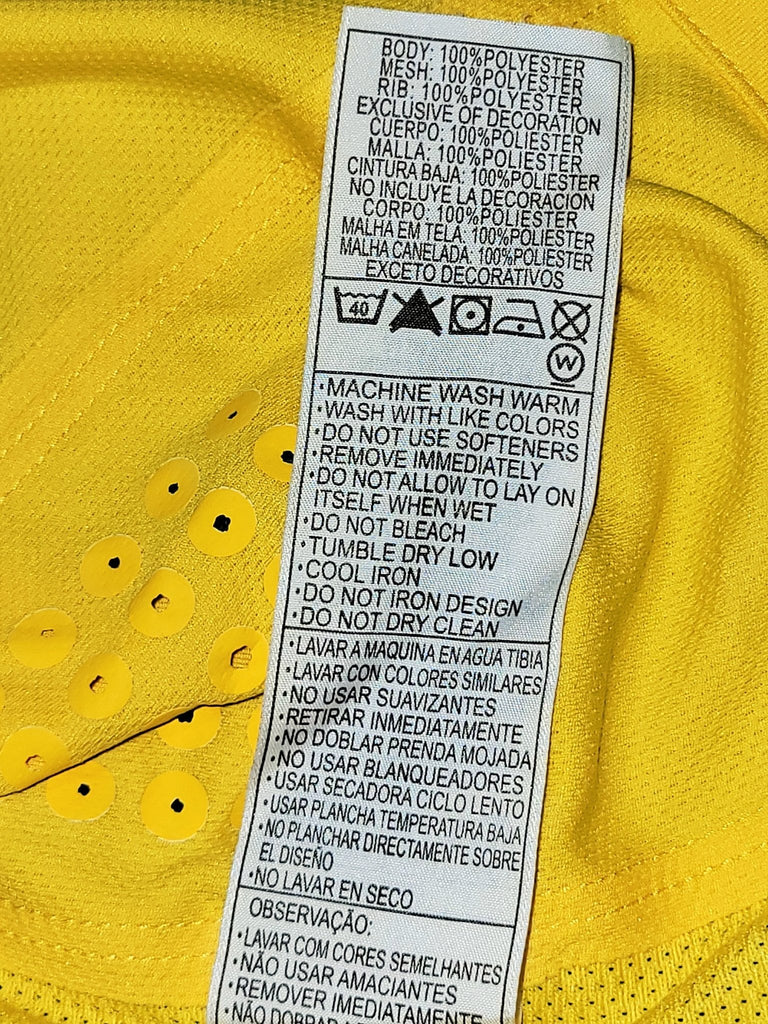 BODY: 100%POLYESTER
MESH: 100%POLYESTER
RIB: 100%POLYESTER
EXCLUSIVE OF DECORATION
CUERPO: 100%POLIESTER
MALLA: 100%POLIESTER
CINTURA BAJA: 100%POLIESTER
NO INCLUYE LA DECORACION
CORPO: 100%POLIESTER
MALHA EM TELA: 100%POLIESTER
MALHA CANELADA: 100%POLIESTER
EXCETO DECORATIVOS
40
W
•MACHINE WASH WARM
•WASH WITH LIKE COLORS
•DO NOT USE SOFTENERS
•REMOVE IMMEDIATELY
•DO NOT ALLOW TO LAY ON
ITSELF WHEN WET
•DO NOT BLEACH
•TUMBLE DRY LOW
•COOL IRON
•DO NOT IRON DESIGN
•DO NOT DRY CLEAN
•LAVAR A MAQUINA EN AGUA TIBIA
•LAVAR CON COLORES SIMILARES
•NO USAR SUAVIZANTES
•RETIRAR INMEDIATAMENTE
•NO DOBLAR PRENDA MOJADA
•NO USAR BLANQUEADORES
•USAR SECADORA CICLO LENTO
•USAR PLANCHA TEMPERATURA BAJA
•NO PLANCHAR DIRECTAMENTE SOBRE
EL DISEÑO
•NO LAVAR EN SECO
OBSERVAÇÃO:
•LAVAR COM CORES SEMELHANTES
•NÃO USAR AMACIANTES
•REMOVER IMEDIATAMENTE
•NÃO DOBRAR